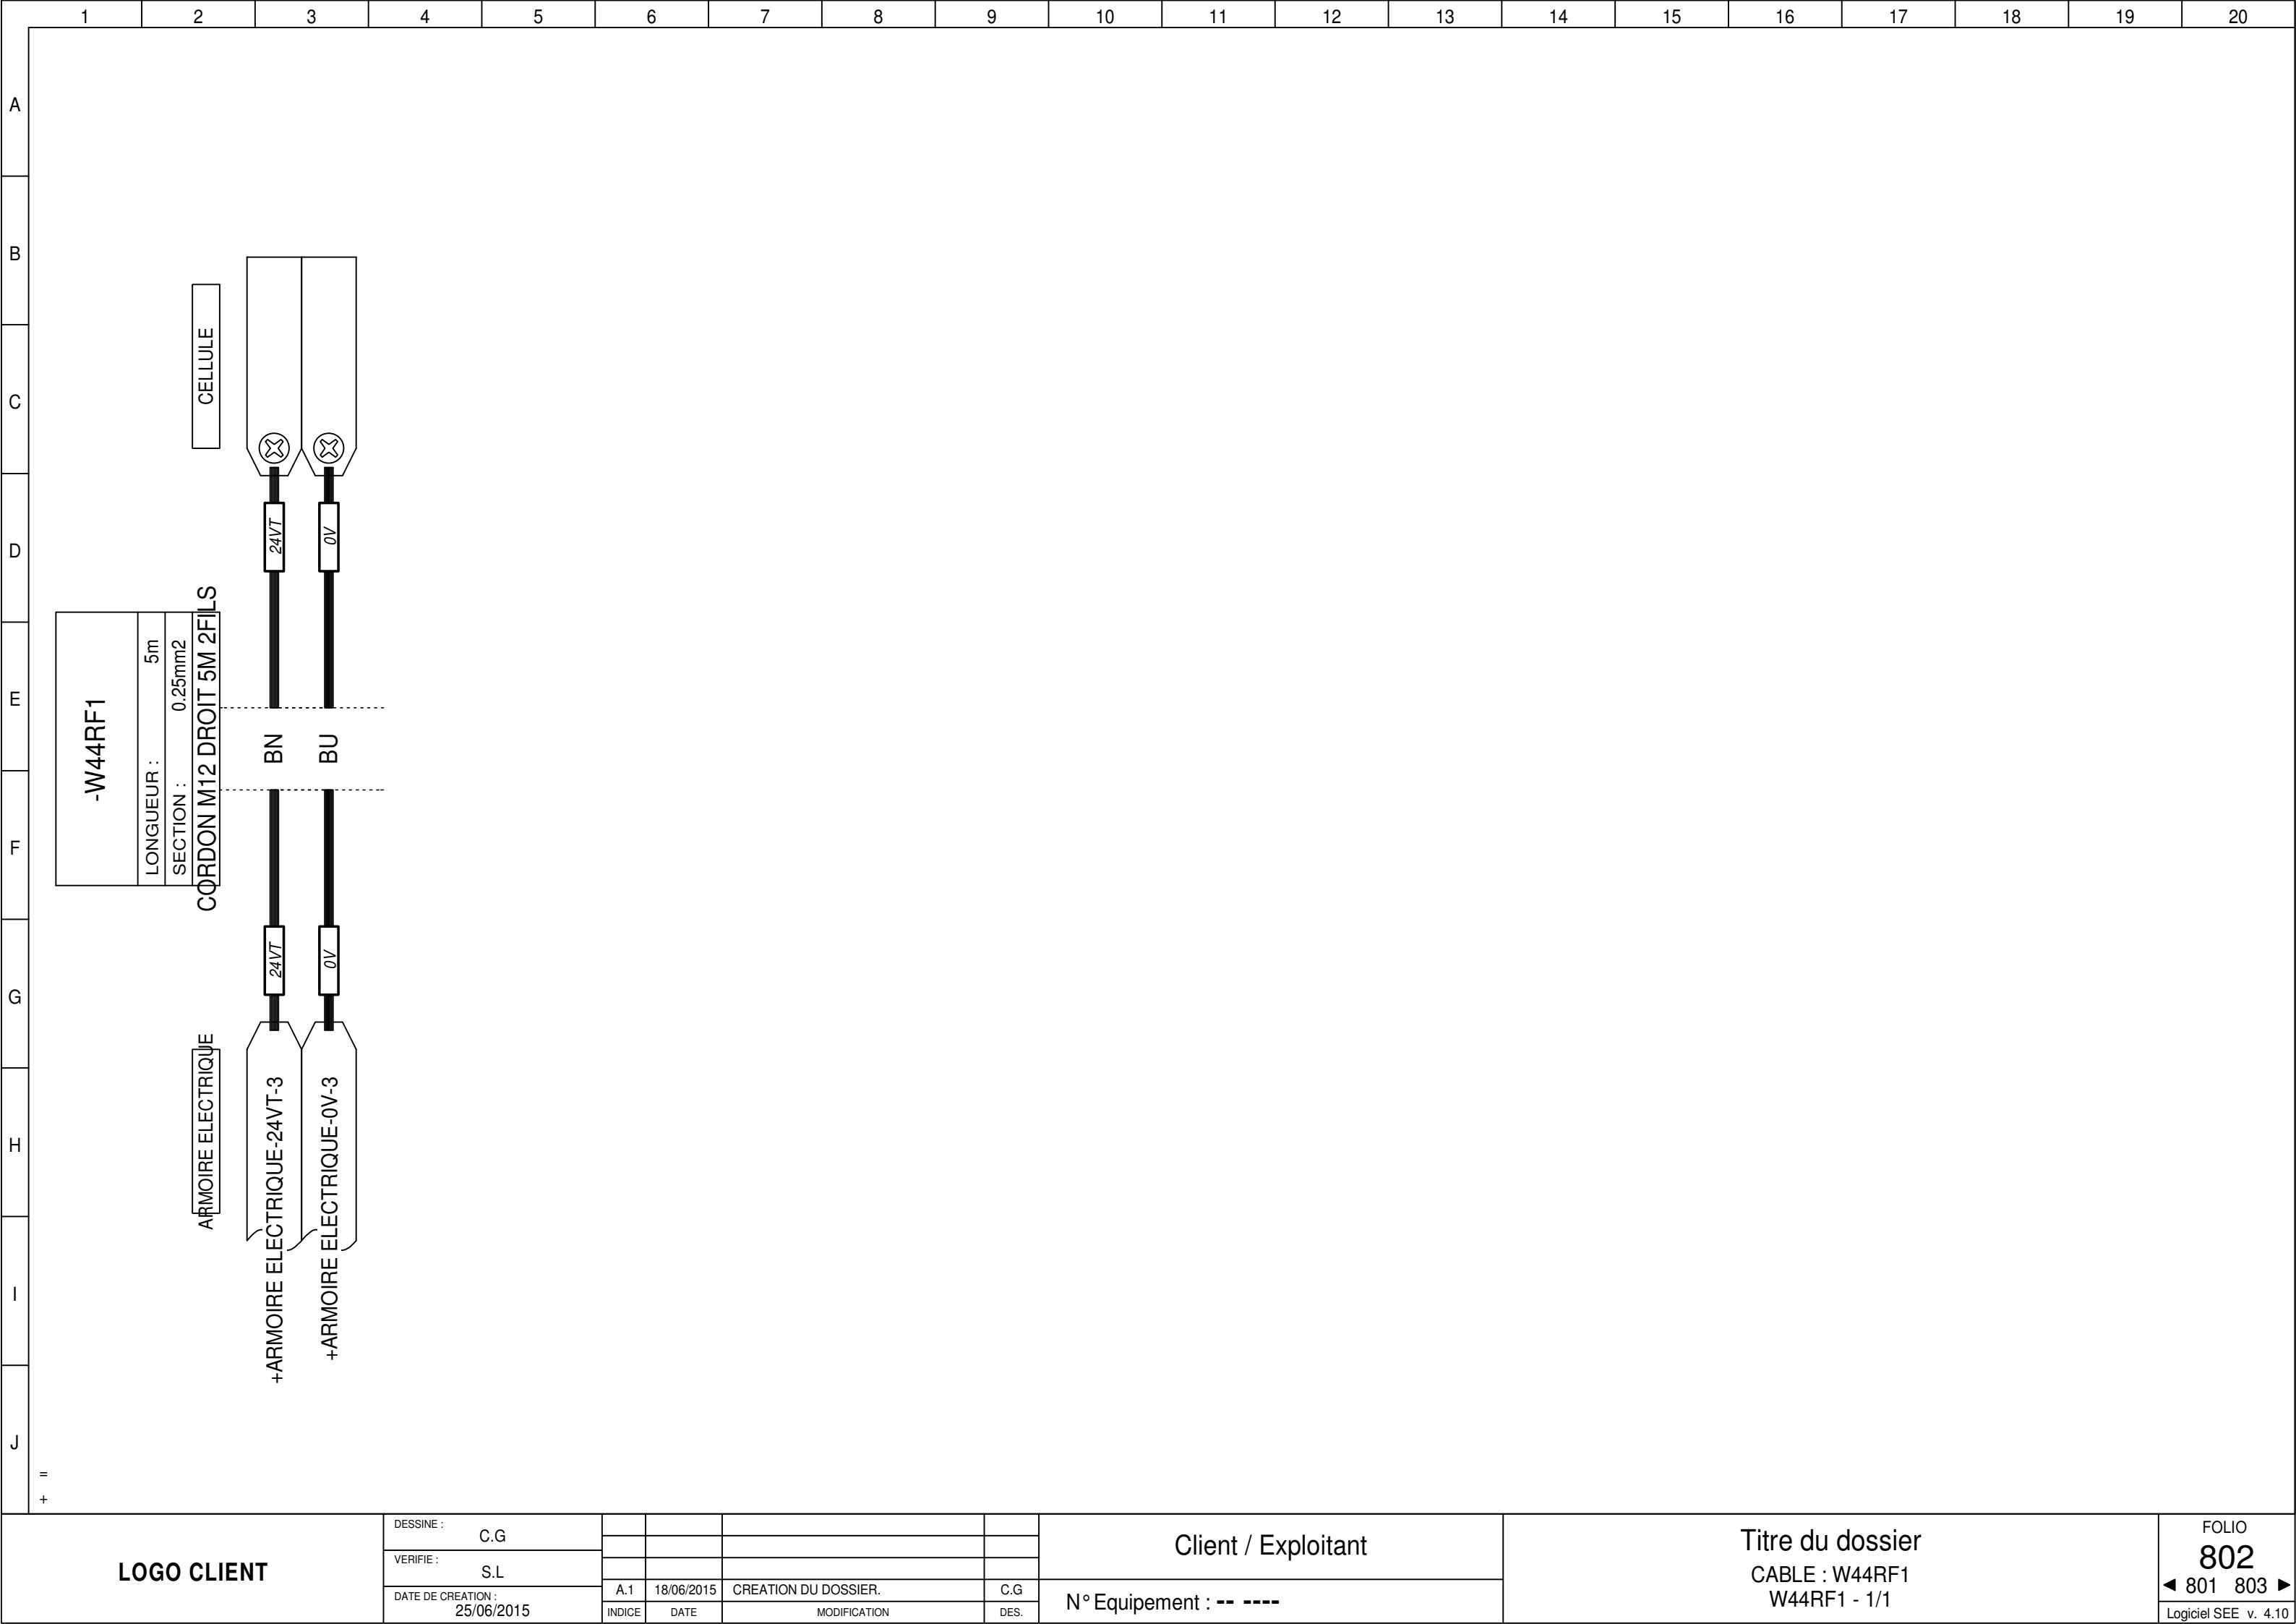 1 2 3 4 5 6 7 8 9 10 11 12 13 14 15 16 17 18 19 20
A
B
C
D
E
F
G
H
I
J
CELLULE
24VT
0V
-W44RF1
LONGUEUR : 5m
SECTION : 0.25mm2
CORDON M12 DROIT 5M 2FILS
BN
BU
24VT
0V
ARMOIRE ELECTRIQUE
+ARMOIRE ELECTRIQUE-24VT-3
+ARMOIRE ELECTRIQUE-0V-3
=
+
LOGO CLIENT
DESSINE :
C.G
VERIFIE :
S.L
DATE DE CREATION :
25/06/2015
A.1 18/06/2015 CREATION DU DOSSIER. C.G
INDICE DATE MODIFICATION DES.
Client / Exploitant
N° Equipement : -- ----
Titre du dossier
CABLE : W44RF1
W44RF1 - 1/1
FOLIO
802
801 803
Logiciel SEE v. 4.10